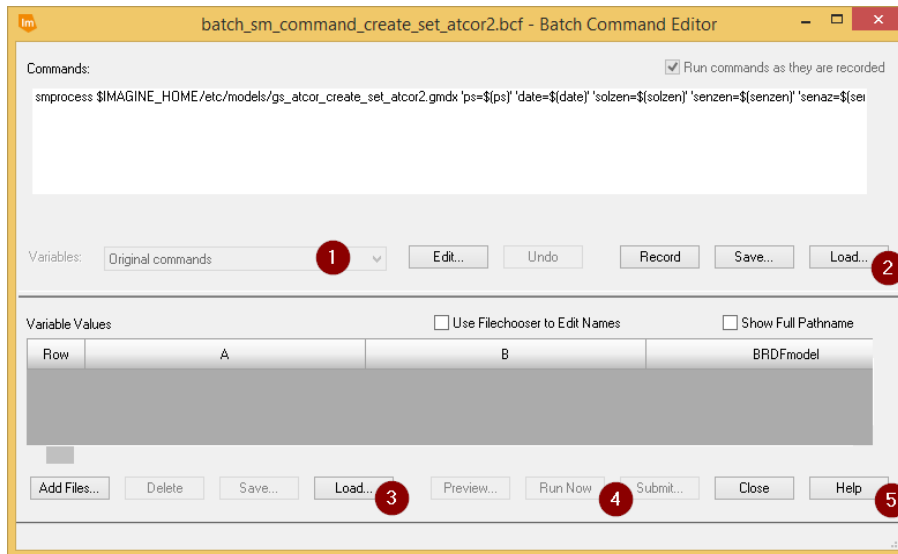 Im
batch_sm_command_create_set_atcor2.bcf - Batch Command Editor
Commands:
Run commands as they are recorded
smprocess $IMAGINE_HOME/etc/models/gs_atcor_create_set_atcor2.gmdx 'ps=$(ps)' 'date=$(date)' 'solzen=$(solzen)' 'senzen=$(senzen)' 'senaz=$(sei
Variables: Original commands 1 Edit... Undo Record Save... Load... 2
Variable Values Use Filechooser to Edit Names Show Full Pathname
Row A B BRDFmodel
Add Files... Delete Save... Load... 3 Preview... Run Now 4 Submit... Close Help 5